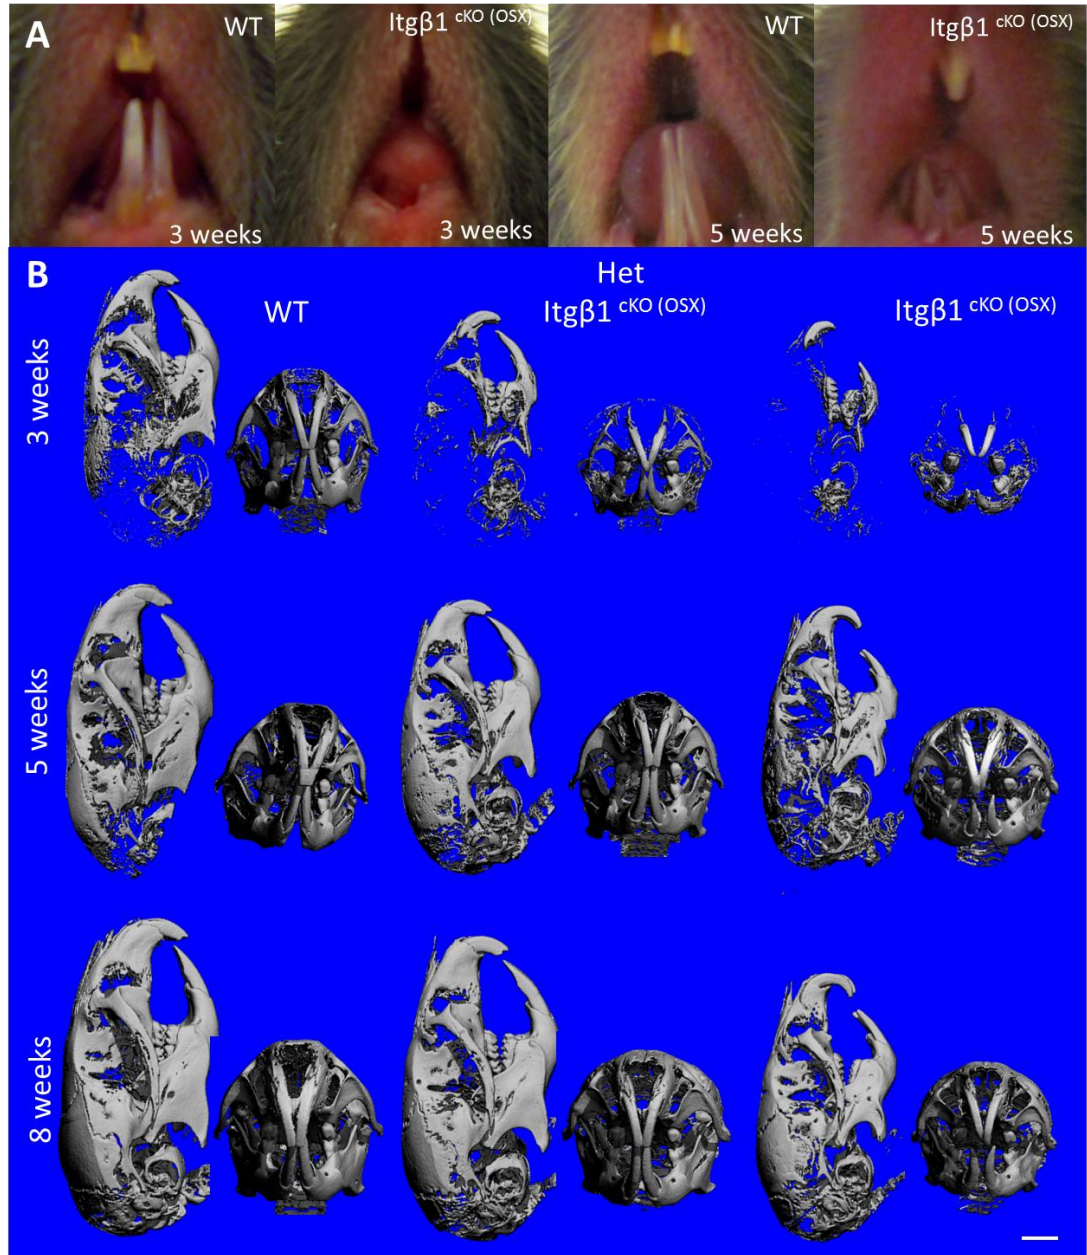 A
WT
Itgβ1 cKO (OSX)
WT
Itgβ1 cKO (OSX)
3 weeks
3 weeks
5 weeks
5 weeks
B
Het
WT
Itgβ1 cKO (OSX)
Itgβ1 cKO (OSX)
3 weeks
5 weeks
8 weeks